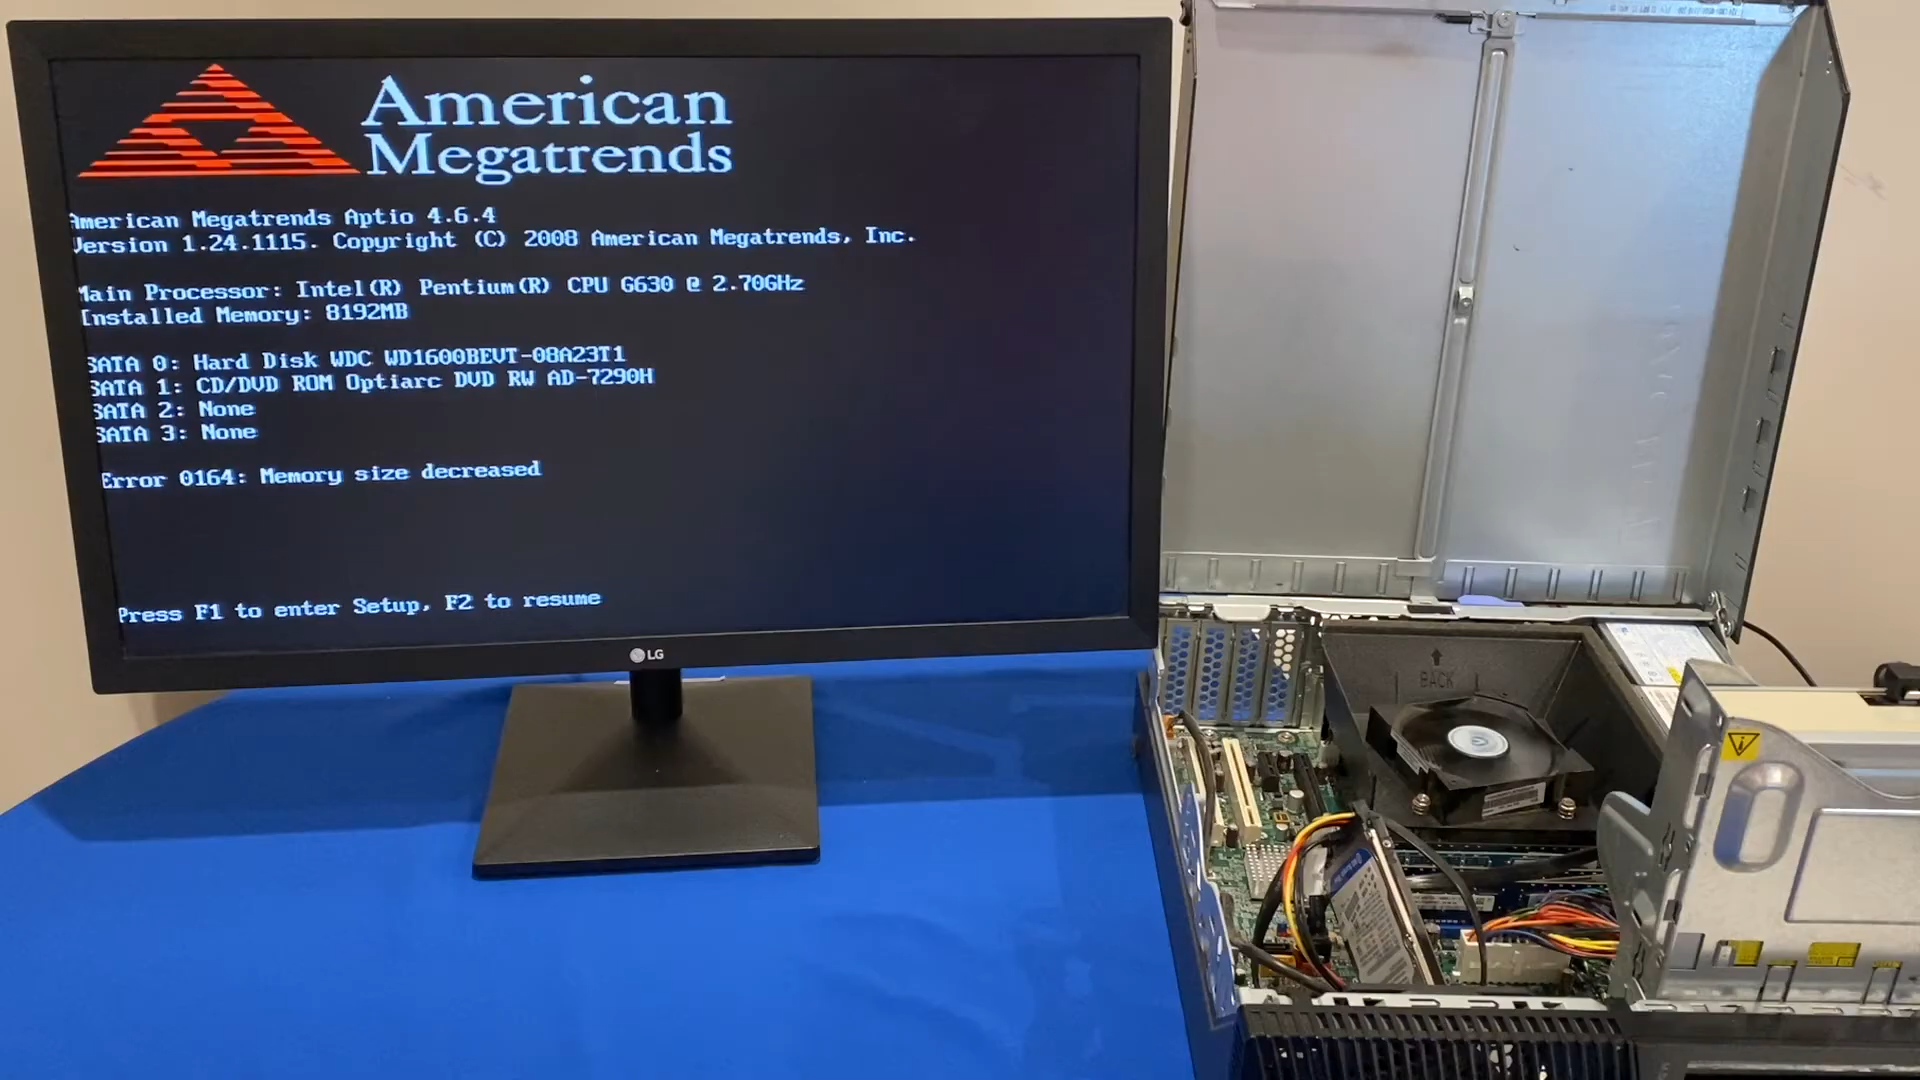 American
Megatrends
American Megatrends Aptio 4.6.4
Version 1.24.1115. Copyright (C) 2008 American Megatrends, Inc.
Main Processor: Intel(R) Pentium(R) CPU G630 @ 2.70GHz
Installed Memory: 8192MB
SATA 0: Hard Disk WDC WD1600BEVT-08A23T1
SATA 1: CD/DVD ROM Optiarc DVD RW AD-7290H
SATA 2: None
SATA 3: None
Error 0164: Memory size decreased
Press F1 to enter Setup, F2 to resume
LG
BACK